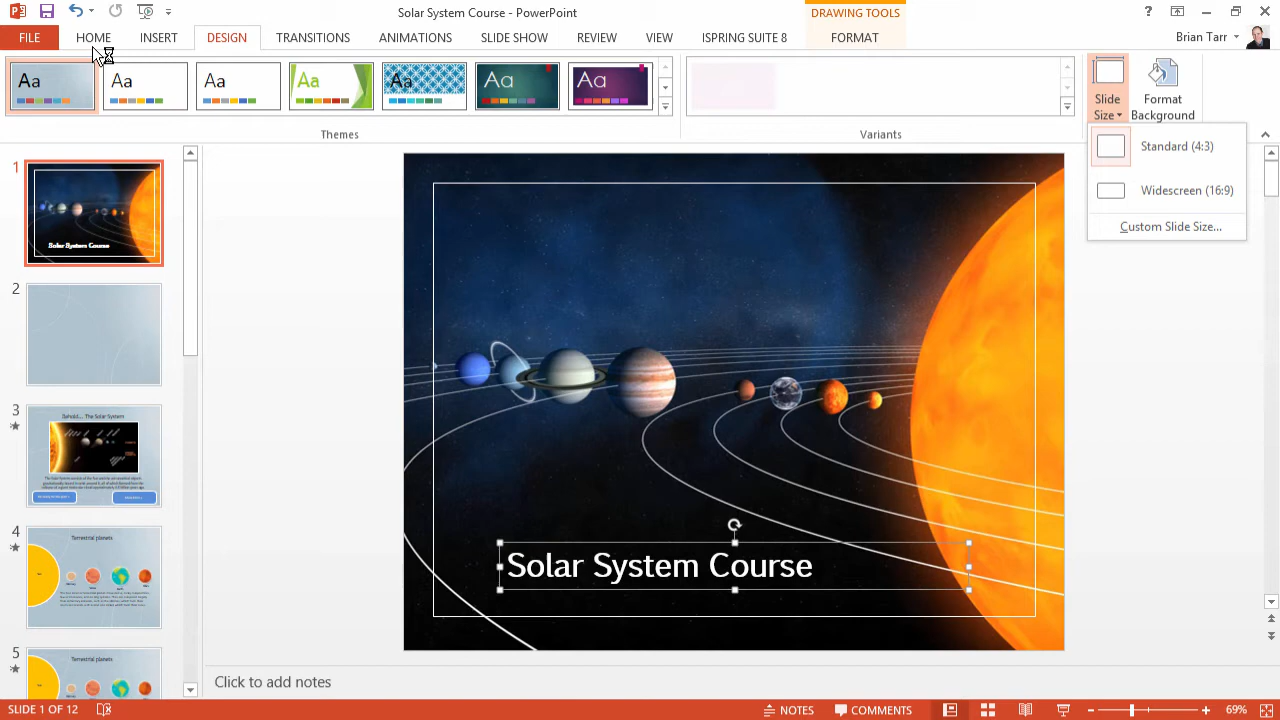 Solar System Course - PowerPoint
DRAWING TOOLS
FILE
HOME
INSERT
DESIGN
TRANSITIONS
ANIMATIONS
SLIDE SHOW
REVIEW
VIEW
ISPRING SUITE 8
FORMAT
Brian Tarr
Aa
Aa
Aa
Aa
Aa
Aa
Aa
Themes
Variants
Slide
Size
Format
Background
Standard (4:3)
Widescreen (16:9)
Custom Slide Size...
1
Solar System Course
2
3
Behold... The Solar System
4
Terrestrial planets
5
Terrestrial planets
Solar System Course
Click to add notes
SLIDE 1 OF 12
NOTES
COMMENTS
69%